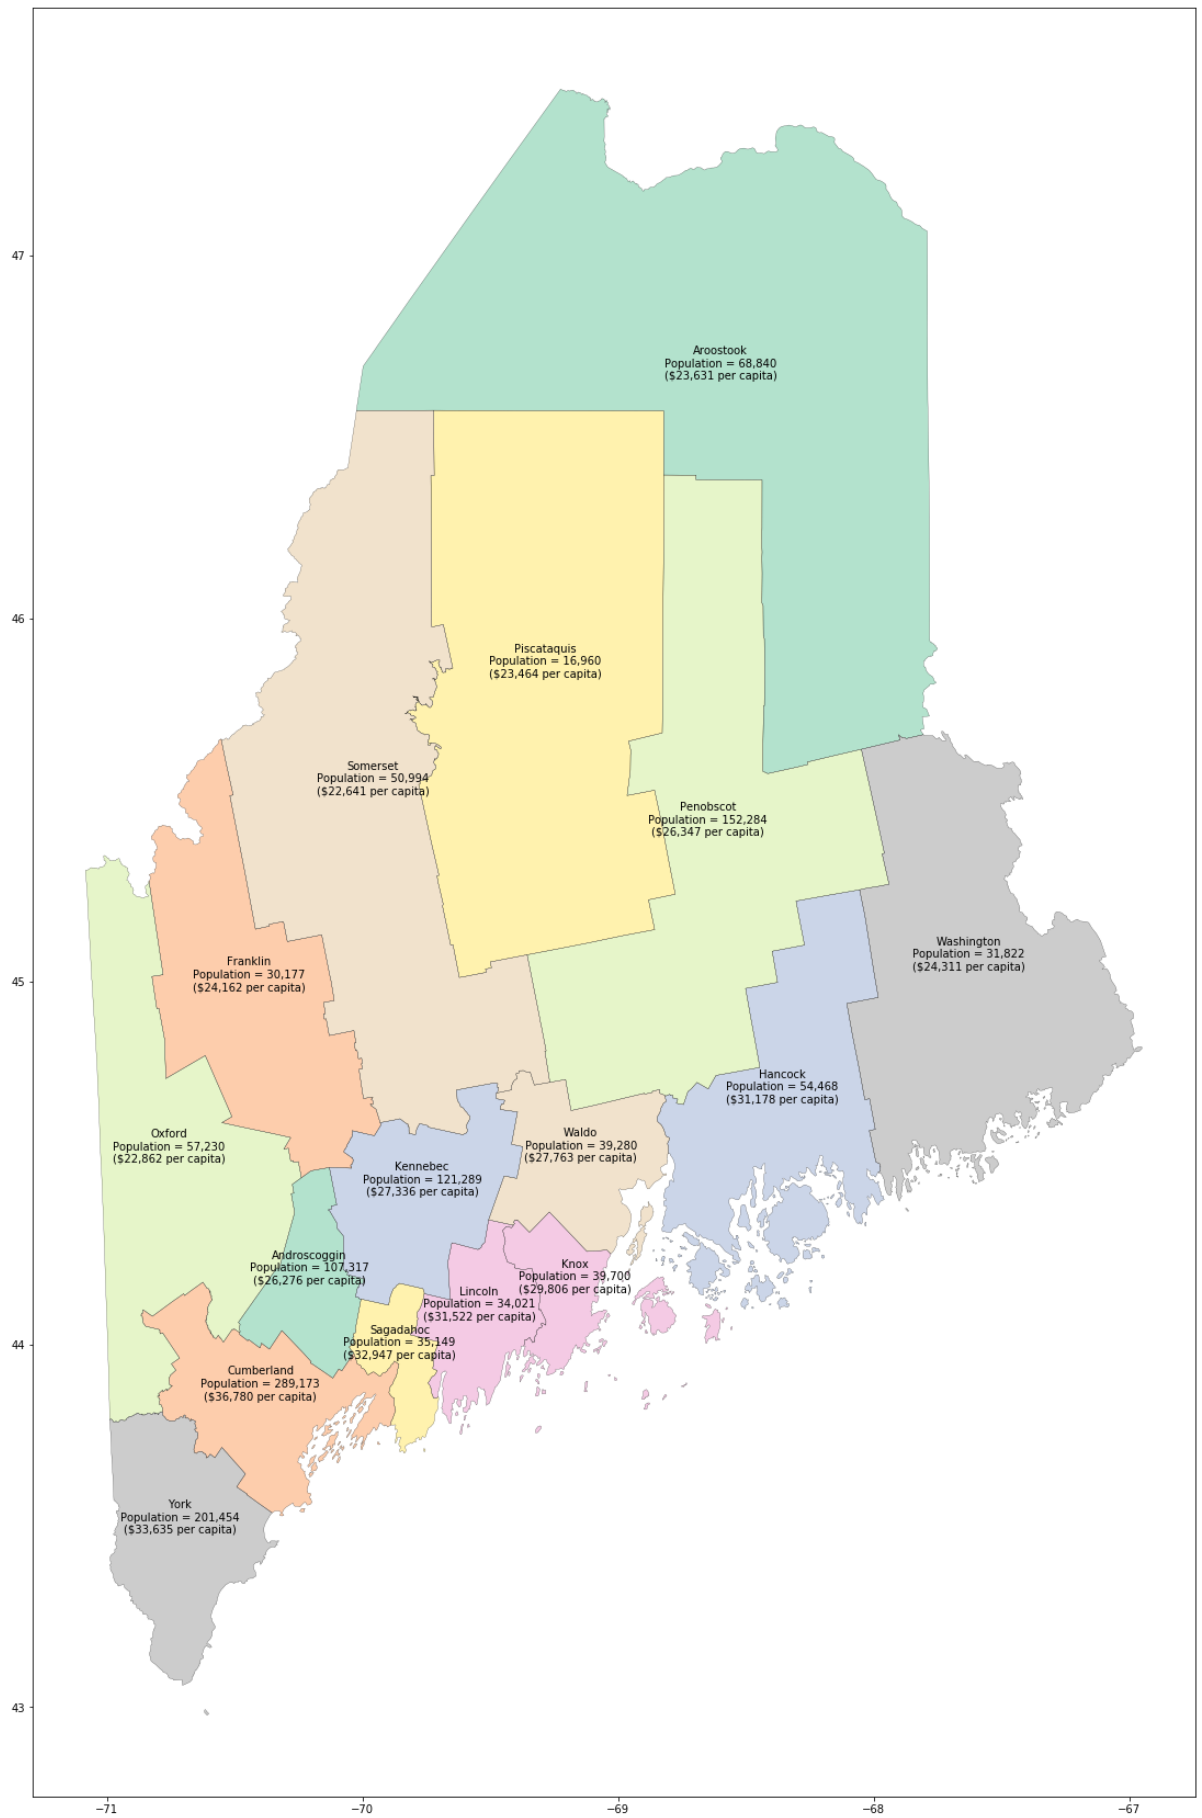 47
Aroostook
Population = 68,840
($23,631 per capita)
46
Piscataquis
Population = 16,960
($23,464 per capita)
Somerset
Population = 50,994
($22,641 per capita)
Penobscot
Population = 152,284
($26,347 per capita)
Washington
Population = 31,822
($24,311 per capita)
Franklin
Population = 30,177
($24,162 per capita)
45
Hancock
Population = 54,468
($31,178 per capita)
Oxford
Population = 57,230
($22,862 per capita)
Waldo
Population = 39,280
($27,763 per capita)
Kennebec
Population = 121,289
($27,336 per capita)
Androscoggin
Population = 107,317
($26,276 per capita)
Knox
Population = 39,700
($29,806 per capita)
Lincoln
Population = 34,021
($31,522 per capita)
Sagadahoc
Population = 35,149
($32,947 per capita)
44
Cumberland
Population = 289,173
($36,780 per capita)
York
Population = 201,454
($33,635 per capita)
43
−71 −70 −69 −68 −67